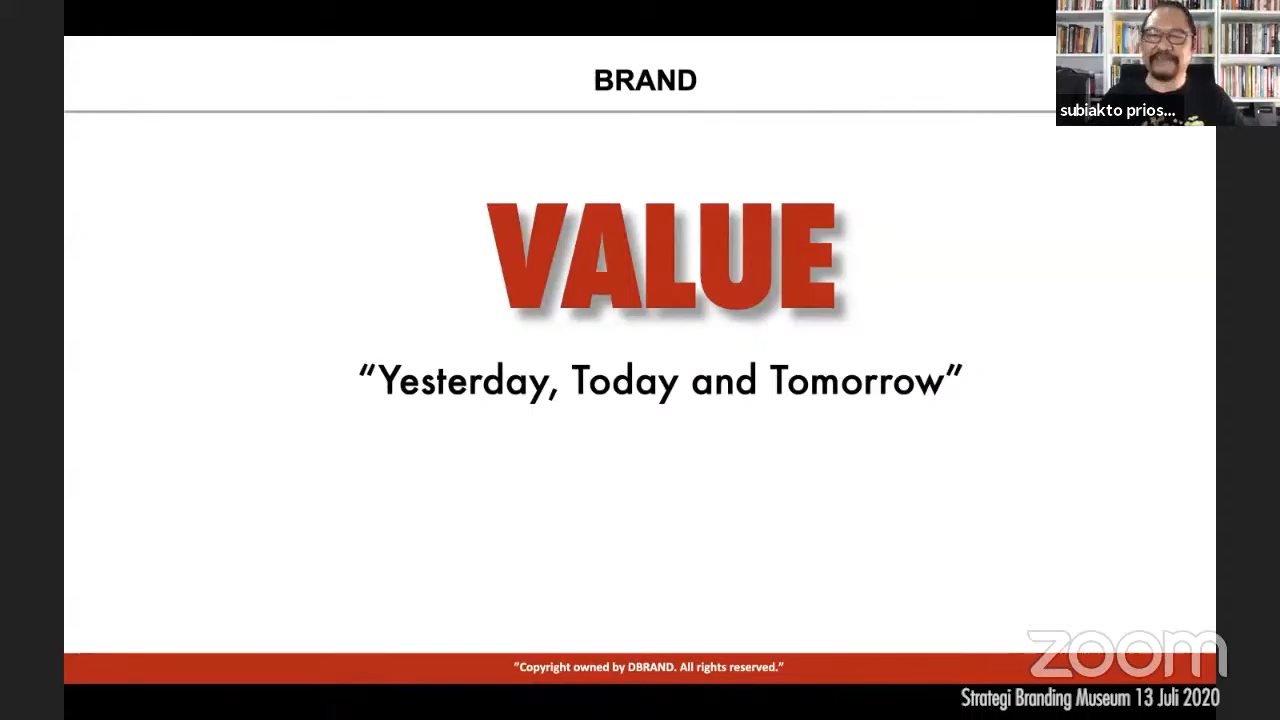 BRAND
subiakto prios...
VALUE
“Yesterday, Today and Tomorrow”
“Copyright owned by DBRAND. All rights reserved.”
zoom
Strategi Branding Museum 13 Juli 2020